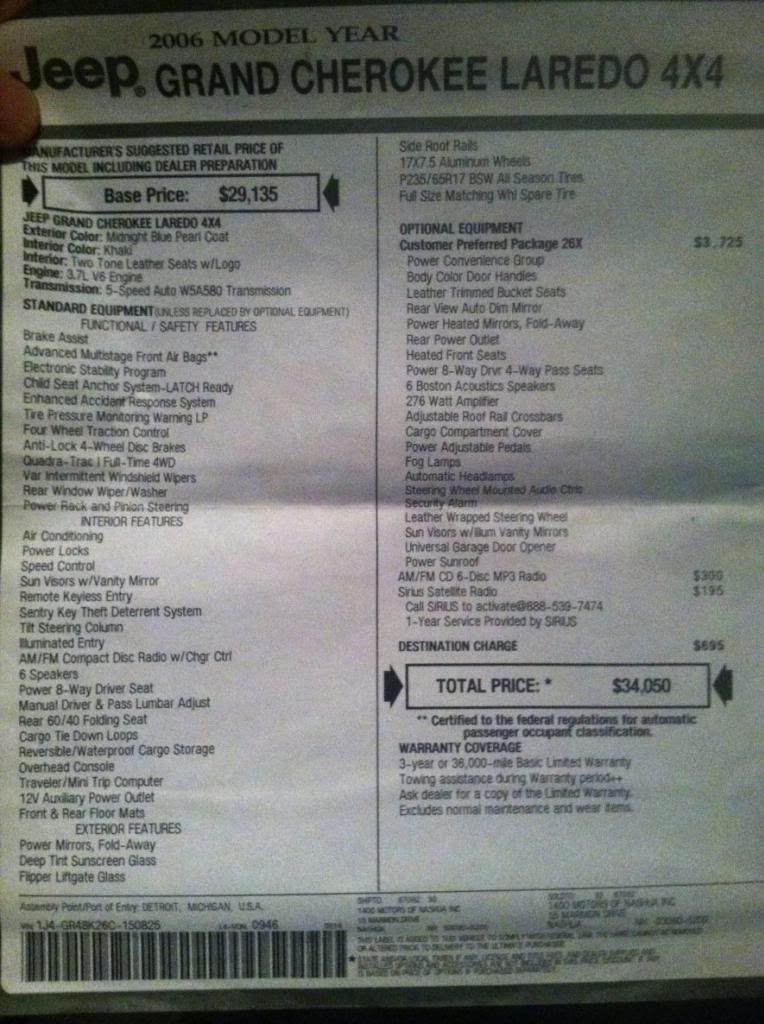 2006 MODEL YEAR
Jeep® GRAND CHEROKEE LAREDO 4X4
MANUFACTURER'S SUGGESTED RETAIL PRICE OF
THIS MODEL INCLUDING DEALER PREPARATION
Base Price: $29,135
JEEP GRAND CHEROKEE LAREDO 4X4
Exterior Color: Midnight Blue Pearl Coat
Interior Color: Khaki
Interior: Two Tone Leather Seats w/Logo
Engine: 3.7L V6 Engine
Transmission: 5-Speed Auto W5A580 Transmission
STANDARD EQUIPMENT (UNLESS REPLACED BY OPTIONAL EQUIPMENT)
FUNCTIONAL / SAFETY FEATURES
Brake Assist
Advanced Multistage Front Air Bags**
Electronic Stability Program
Child Seat Anchor System-LATCH Ready
Enhanced Accident Response System
Tire Pressure Monitoring Warning LP
Four Wheel Traction Control
Anti-Lock 4-Wheel Disc Brakes
Quadra-Trac I Full-Time 4WD
Var Intermittent Windshield Wipers
Rear Window Wiper/Washer
Power Rack and Pinion Steering
INTERIOR FEATURES
Air Conditioning
Power Locks
Speed Control
Sun Visors w/Vanity Mirror
Remote Keyless Entry
Sentry Key Theft Deterrent System
Tilt Steering Column
Illuminated Entry
AM/FM Compact Disc Radio w/Chgr Ctrl
6 Speakers
Power 8-Way Driver Seat
Manual Driver & Pass Lumbar Adjust
Rear 60/40 Folding Seat
Cargo Tie Down Loops
Reversible/Waterproof Cargo Storage
Overhead Console
Traveler/Mini Trip Computer
12V Auxiliary Power Outlet
Front & Rear Floor Mats
EXTERIOR FEATURES
Power Mirrors, Fold-Away
Deep Tint Sunscreen Glass
Flipper Liftgate Glass
Side Roof Rails
17X7.5 Aluminum Wheels
P235/65R17 BSW All Season Tires
Full Size Matching Whl Spare Tire
OPTIONAL EQUIPMENT
Customer Preferred Package 26X $3,725
Power Convenience Group
Body Color Door Handles
Leather Trimmed Bucket Seats
Rear View Auto Dim Mirror
Power Heated Mirrors, Fold-Away
Rear Power Outlet
Heated Front Seats
Power 8-Way Drvr 4-Way Pass Seats
6 Boston Acoustics Speakers
276 Watt Amplifier
Adjustable Roof Rail Crossbars
Cargo Compartment Cover
Power Adjustable Pedals
Fog Lamps
Automatic Headlamps
Steering Wheel Mounted Audio Ctrls
Security Alarm
Leather Wrapped Steering Wheel
Sun Visors w/Illum Vanity Mirrors
Universal Garage Door Opener
Power Sunroof
AM/FM CD 6-Disc MP3 Radio $300
Sirius Satellite Radio $195
Call SIRIUS to activate@888-539-7474
1-Year Service Provided by SIRIUS
DESTINATION CHARGE $695
TOTAL PRICE: * $34,050
** Certified to the federal regulations for automatic
passenger occupant classification.
WARRANTY COVERAGE
3-year or 36,000-mile Basic Limited Warranty
Towing assistance during Warranty period++
Ask dealer for a copy of the Limited Warranty.
Excludes normal maintenance and wear items.
Assembly Point/Port of Entry: DETROIT, MICHIGAN, U.S.A.
VIN: 1J4-GR48K26C-150825 0946
1400 MOTORS OF NASHUA INC
NASHUA
1400 MOTORS OF NASHUA INC
NASHUA